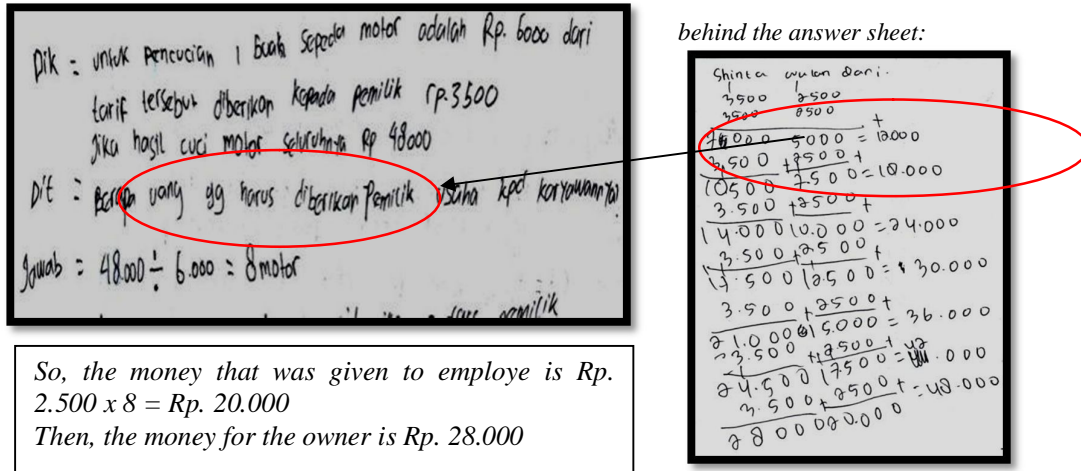 Dik : untuk pencucian 1 buah sepeda motor adalah Rp. 6000 dari
tarif tersebut diberikan kepada pemilik rp.3500
Jika hasil cuci motor seluruhnya Rp 48000
Dit : Berapa uang yg harus diberikan pemilik usaha kpd karyawannya
Jawab : 48.000 ÷ 6.000 = 8 motor
pemilik
So, the money that was given to employe is Rp.
2.500 x 8 = Rp. 20.000
Then, the money for the owner is Rp. 28.000
behind the answer sheet:
Shinta wulan dari.
3500 2500
3500 2500
+
5000 = 12.000
3.500 + 2500 +
10500 7500 = 18.000
3.500 + 2500 +
14.000 10.000 = 24.000
3.500 + 2500
17.500 12500 = 30.000
3.500 + 2500 +
21.000 15.000 = 36.000
3.500 + 2500 + 42
24.500 17500 = .000
3.500 + 2500 +
28000 20.000 = 48.000